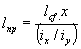 l_пр = l_ef · x / (i_x / i_y)